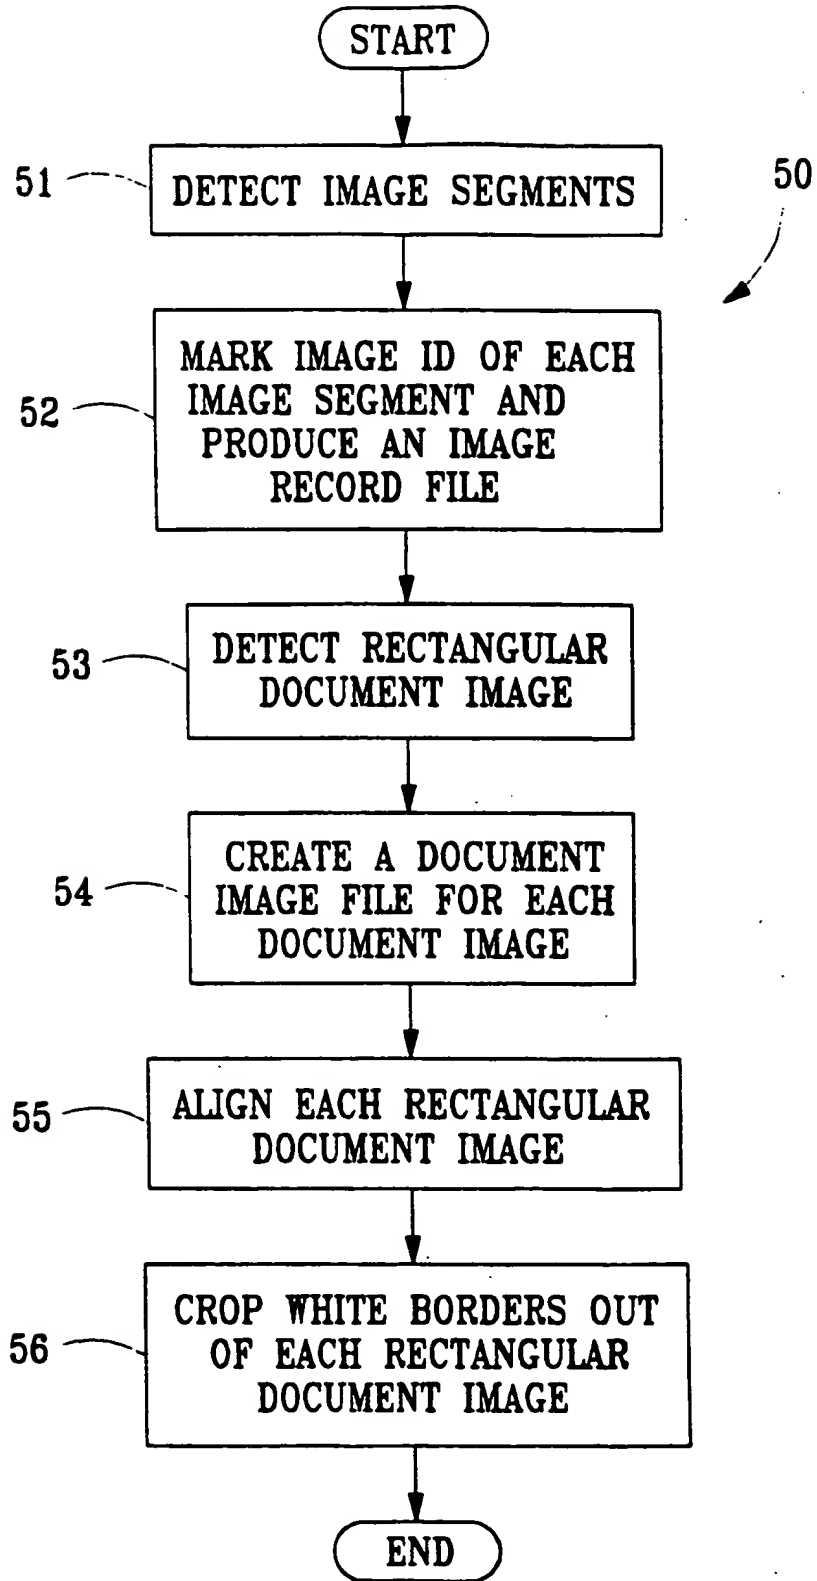 START
51
DETECT IMAGE SEGMENTS
50
52
MARK IMAGE ID OF EACH
IMAGE SEGMENT AND
PRODUCE AN IMAGE
RECORD FILE
53
DETECT RECTANGULAR
DOCUMENT IMAGE
54
CREATE A DOCUMENT
IMAGE FILE FOR EACH
DOCUMENT IMAGE
55
ALIGN EACH RECTANGULAR
DOCUMENT IMAGE
56
CROP WHITE BORDERS OUT
OF EACH RECTANGULAR
DOCUMENT IMAGE
END